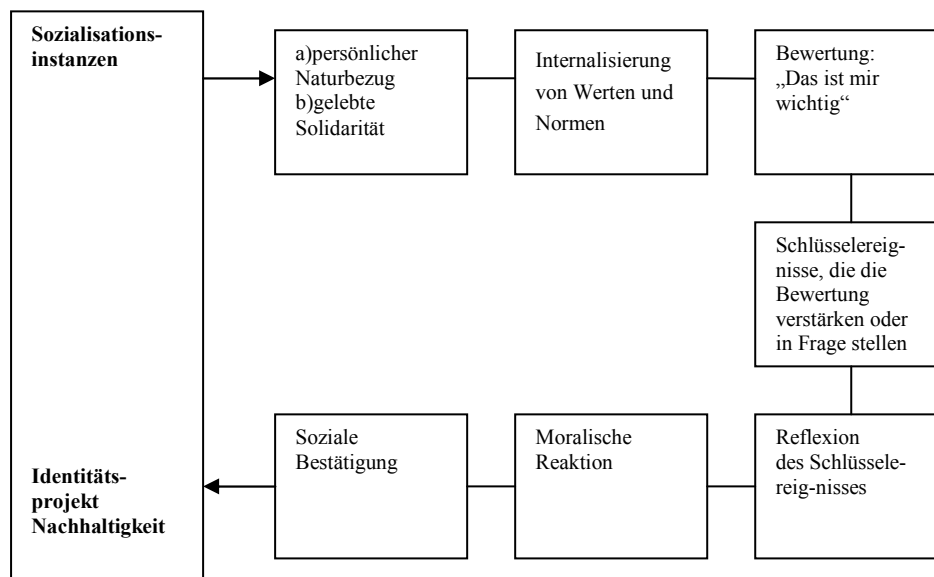 Sozialisations-
instanzen
a)persönlicher
Naturbezug
b)gelebte
Solidarität
Internalisierung
von Werten und
Normen
Bewertung:
„Das ist mir
wichtig“
Schlüsselereig-
nisse, die die
Bewertung
verstärken oder
in Frage stellen
Reflexion
des Schlüssele-
reig-nisses
Moralische
Reaktion
Soziale
Bestätigung
Identitäts-
projekt
Nachhaltigkeit